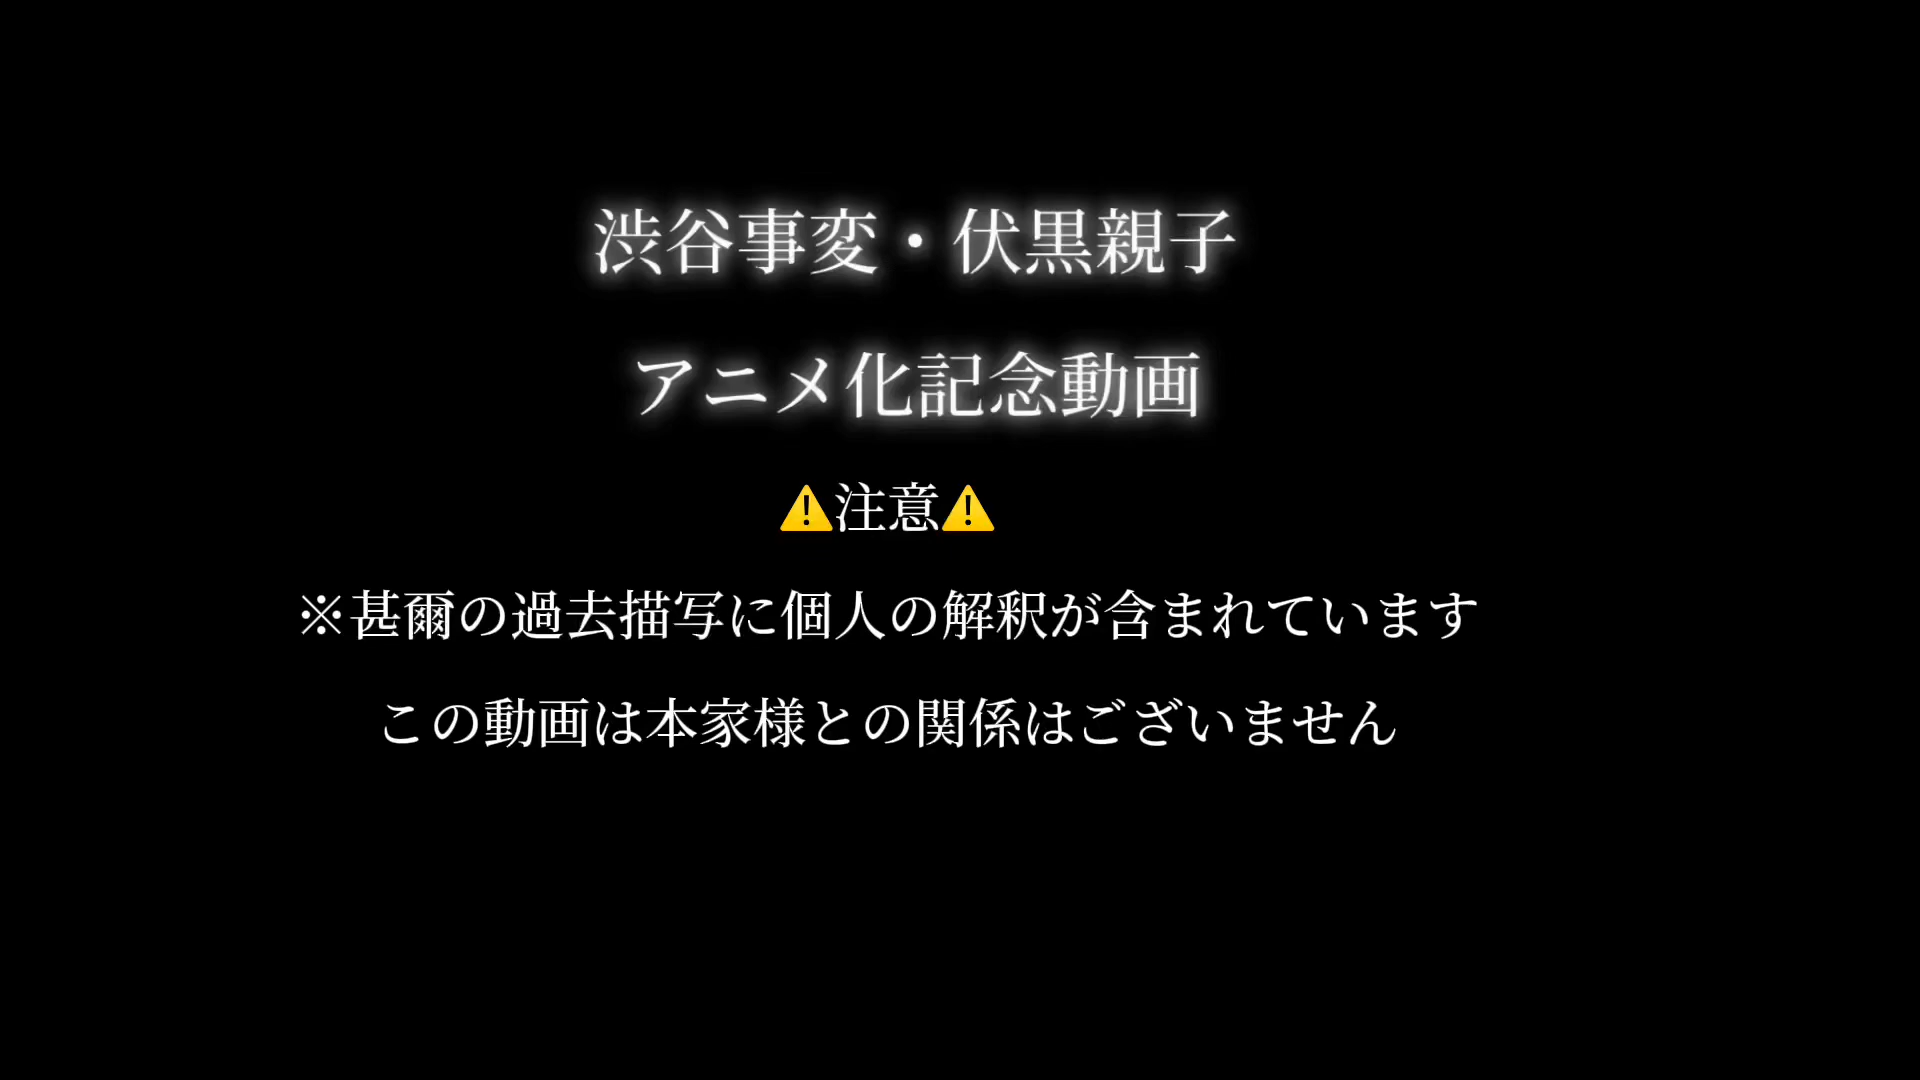 渋谷事変・伏黒親子
アニメ化記念動画
⚠️注意⚠️
※甚爾の過去描写に個人の解釈が含まれています
この動画は本家様との関係はございません